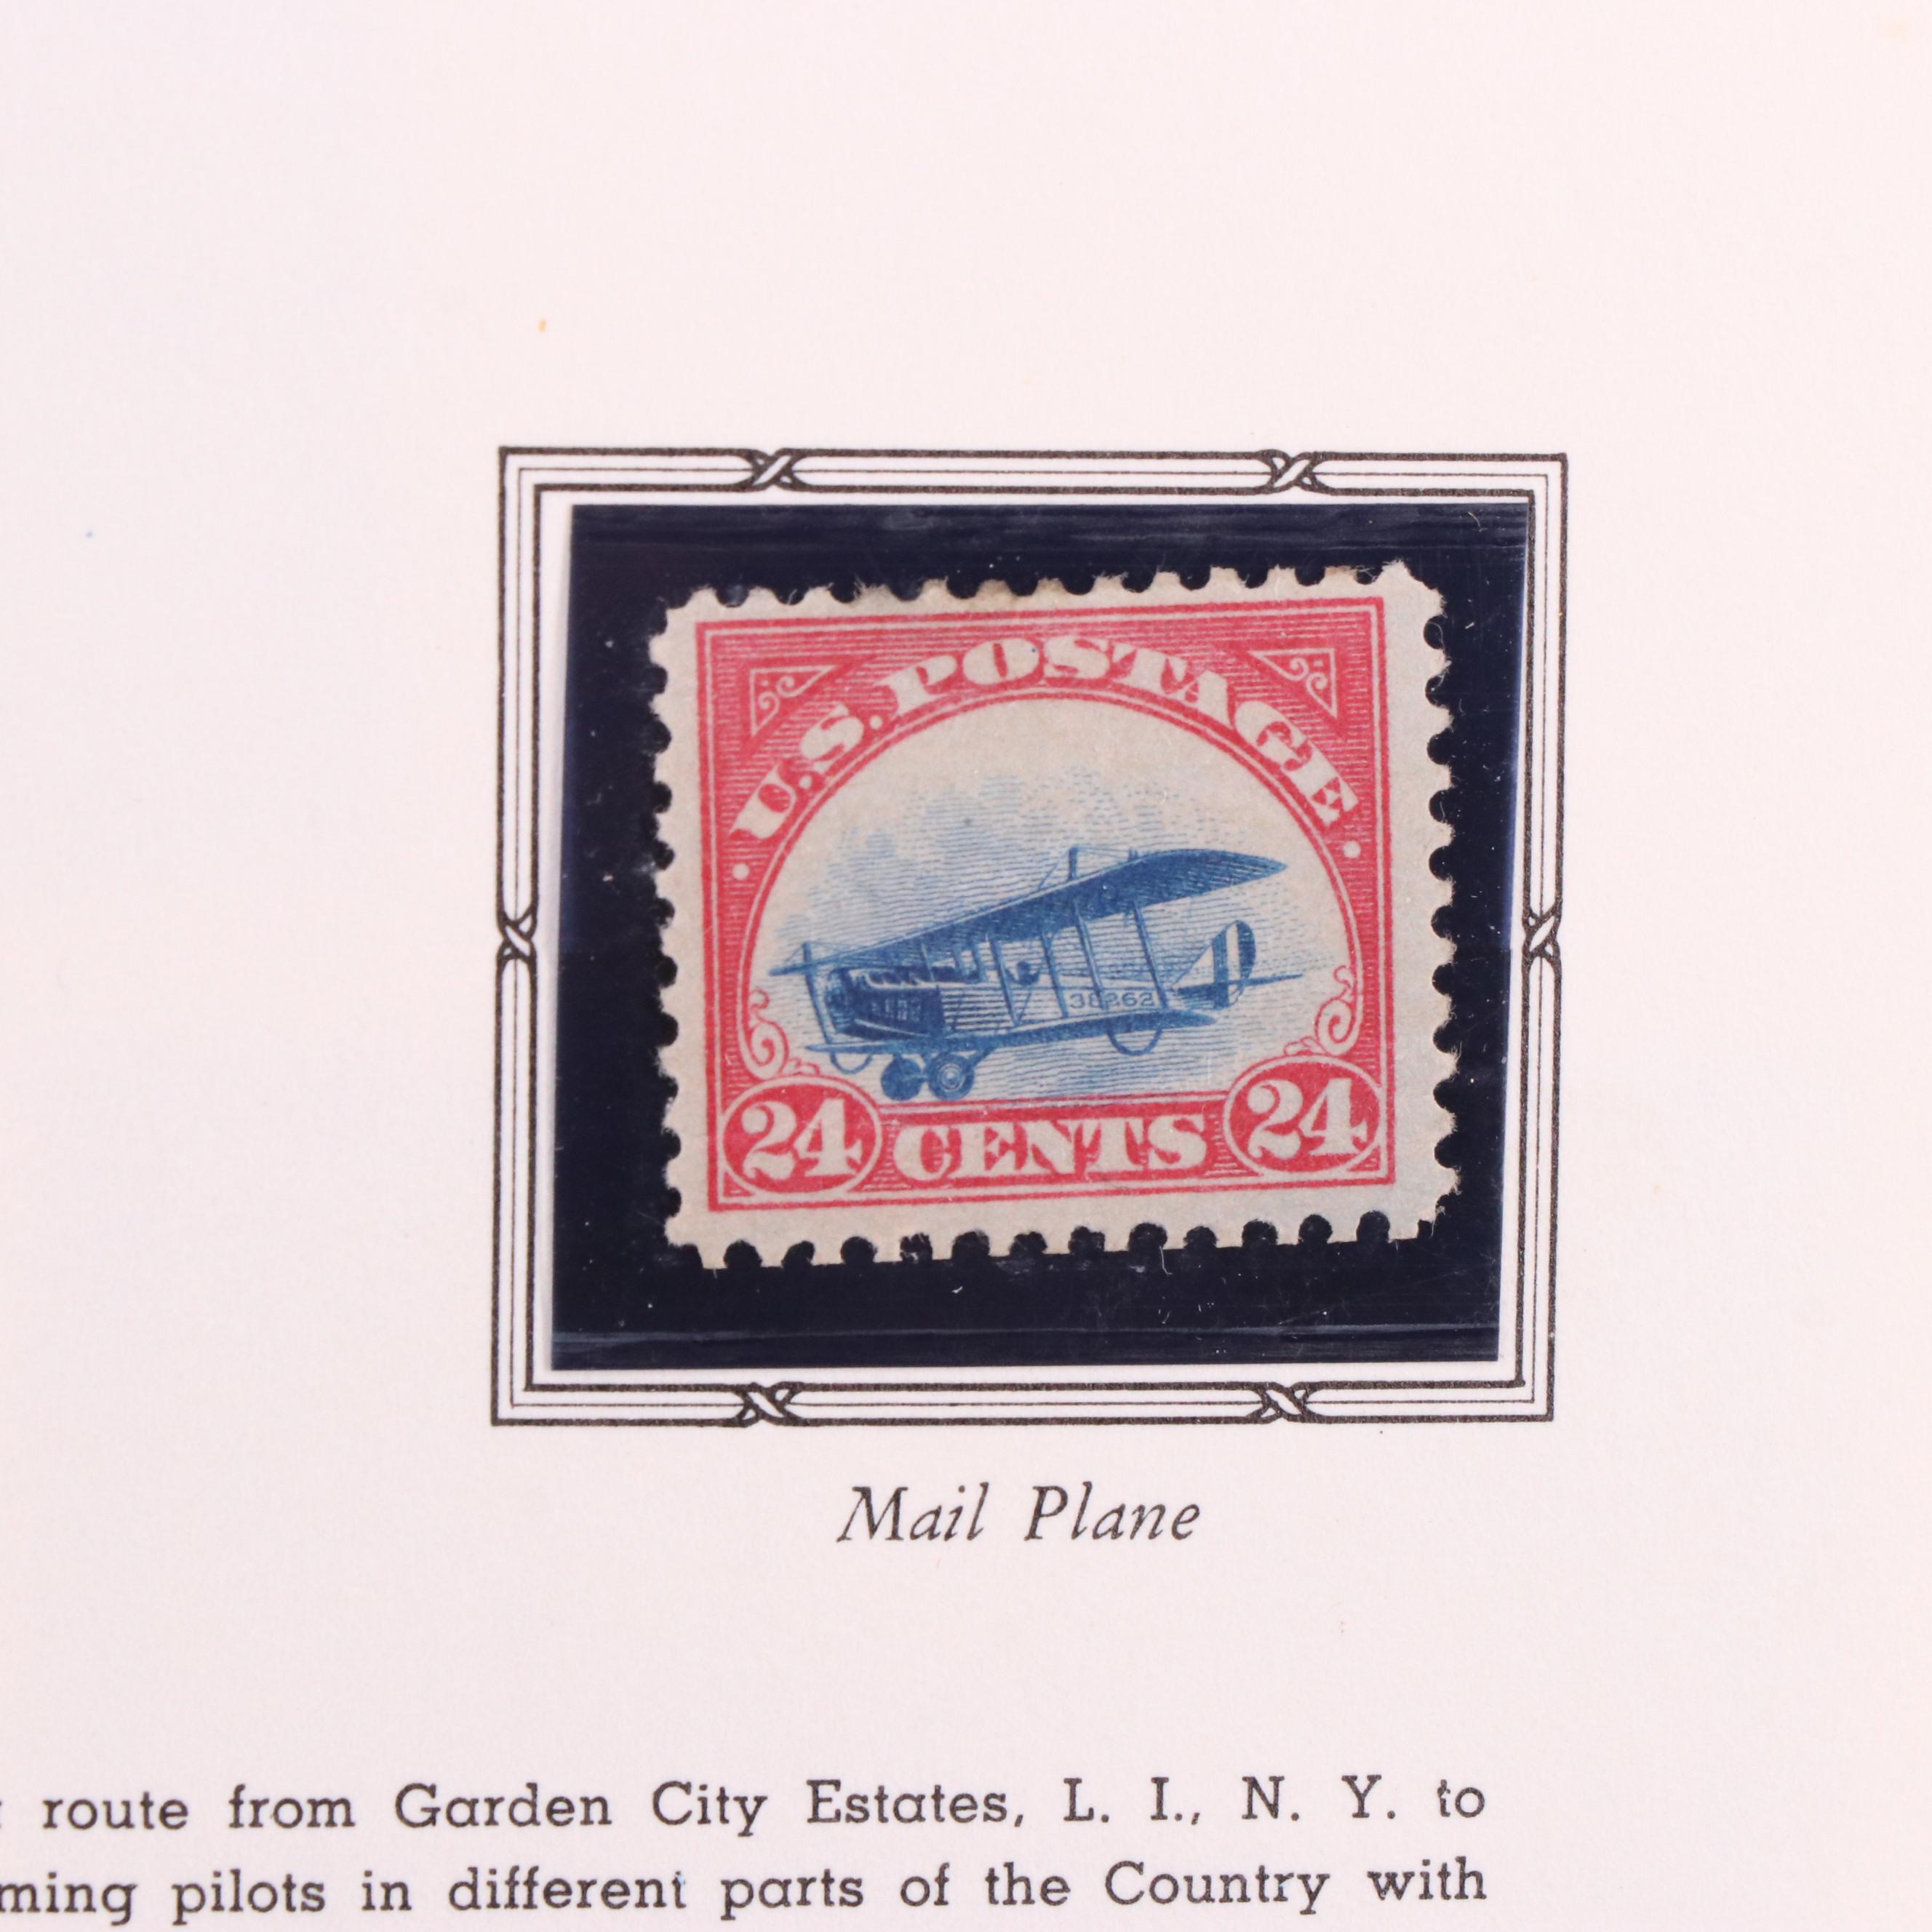 U.S. POSTAGE
38262
24 CENTS 24
Mail Plane
route from Garden City Estates, L. I., N. Y. to
pilots in different parts of the Country with